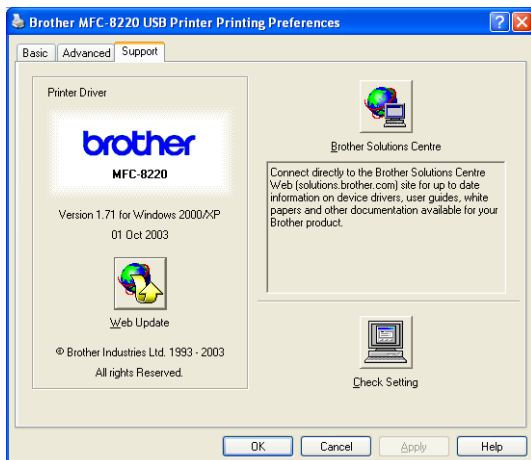 Brother MFC-8220 USB Printer Printing Preferences
Basic
Advanced
Support
Printer Driver
brother
MFC-8220
Version 1.71 for Windows 2000/XP
01 Oct 2003
Web Update
© Brother Industries Ltd. 1993 - 2003
All rights Reserved.
Brother Solutions Centre
Connect directly to the Brother Solutions Centre
Web (solutions.brother.com) site for up to date
information on device drivers, user guides, white
papers and other documentation available for your
Brother product.
Check Setting
OK
Cancel
Apply
Help